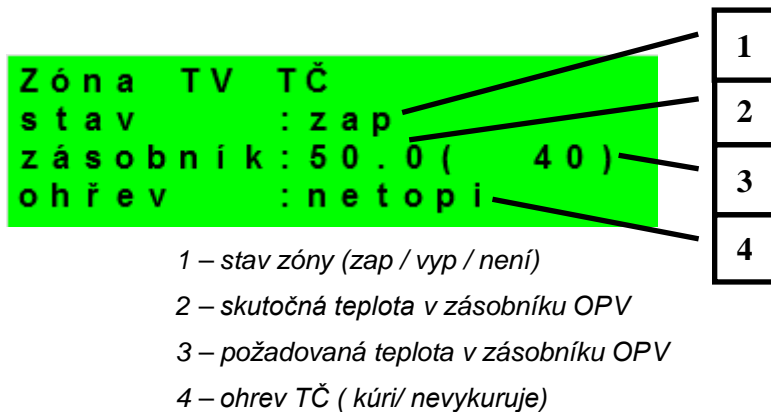 Zóna TV TČ
stav :zap
zásobník:50.0( 40)
ohřev :netopi
1
2
3
4
1 – stav zóny (zap / vyp / není)
2 – skutočná teplota v zásobníku OPV
3 – požadovaná teplota v zásobníku OPV
4 – ohrev TČ ( kúri/ nevykuruje)